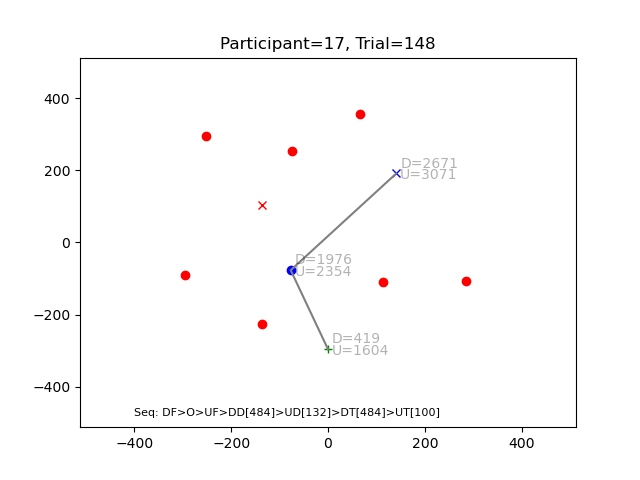 Participant=17, Trial=148
400
200
0
−200
−400
D=2671
U=3071
D=1976
U=2354
D=419
U=1604
Seq: DF>O>UF>DD[484]>UD[132]>DT[484]>UT[100]
−400 −200 0 200 400